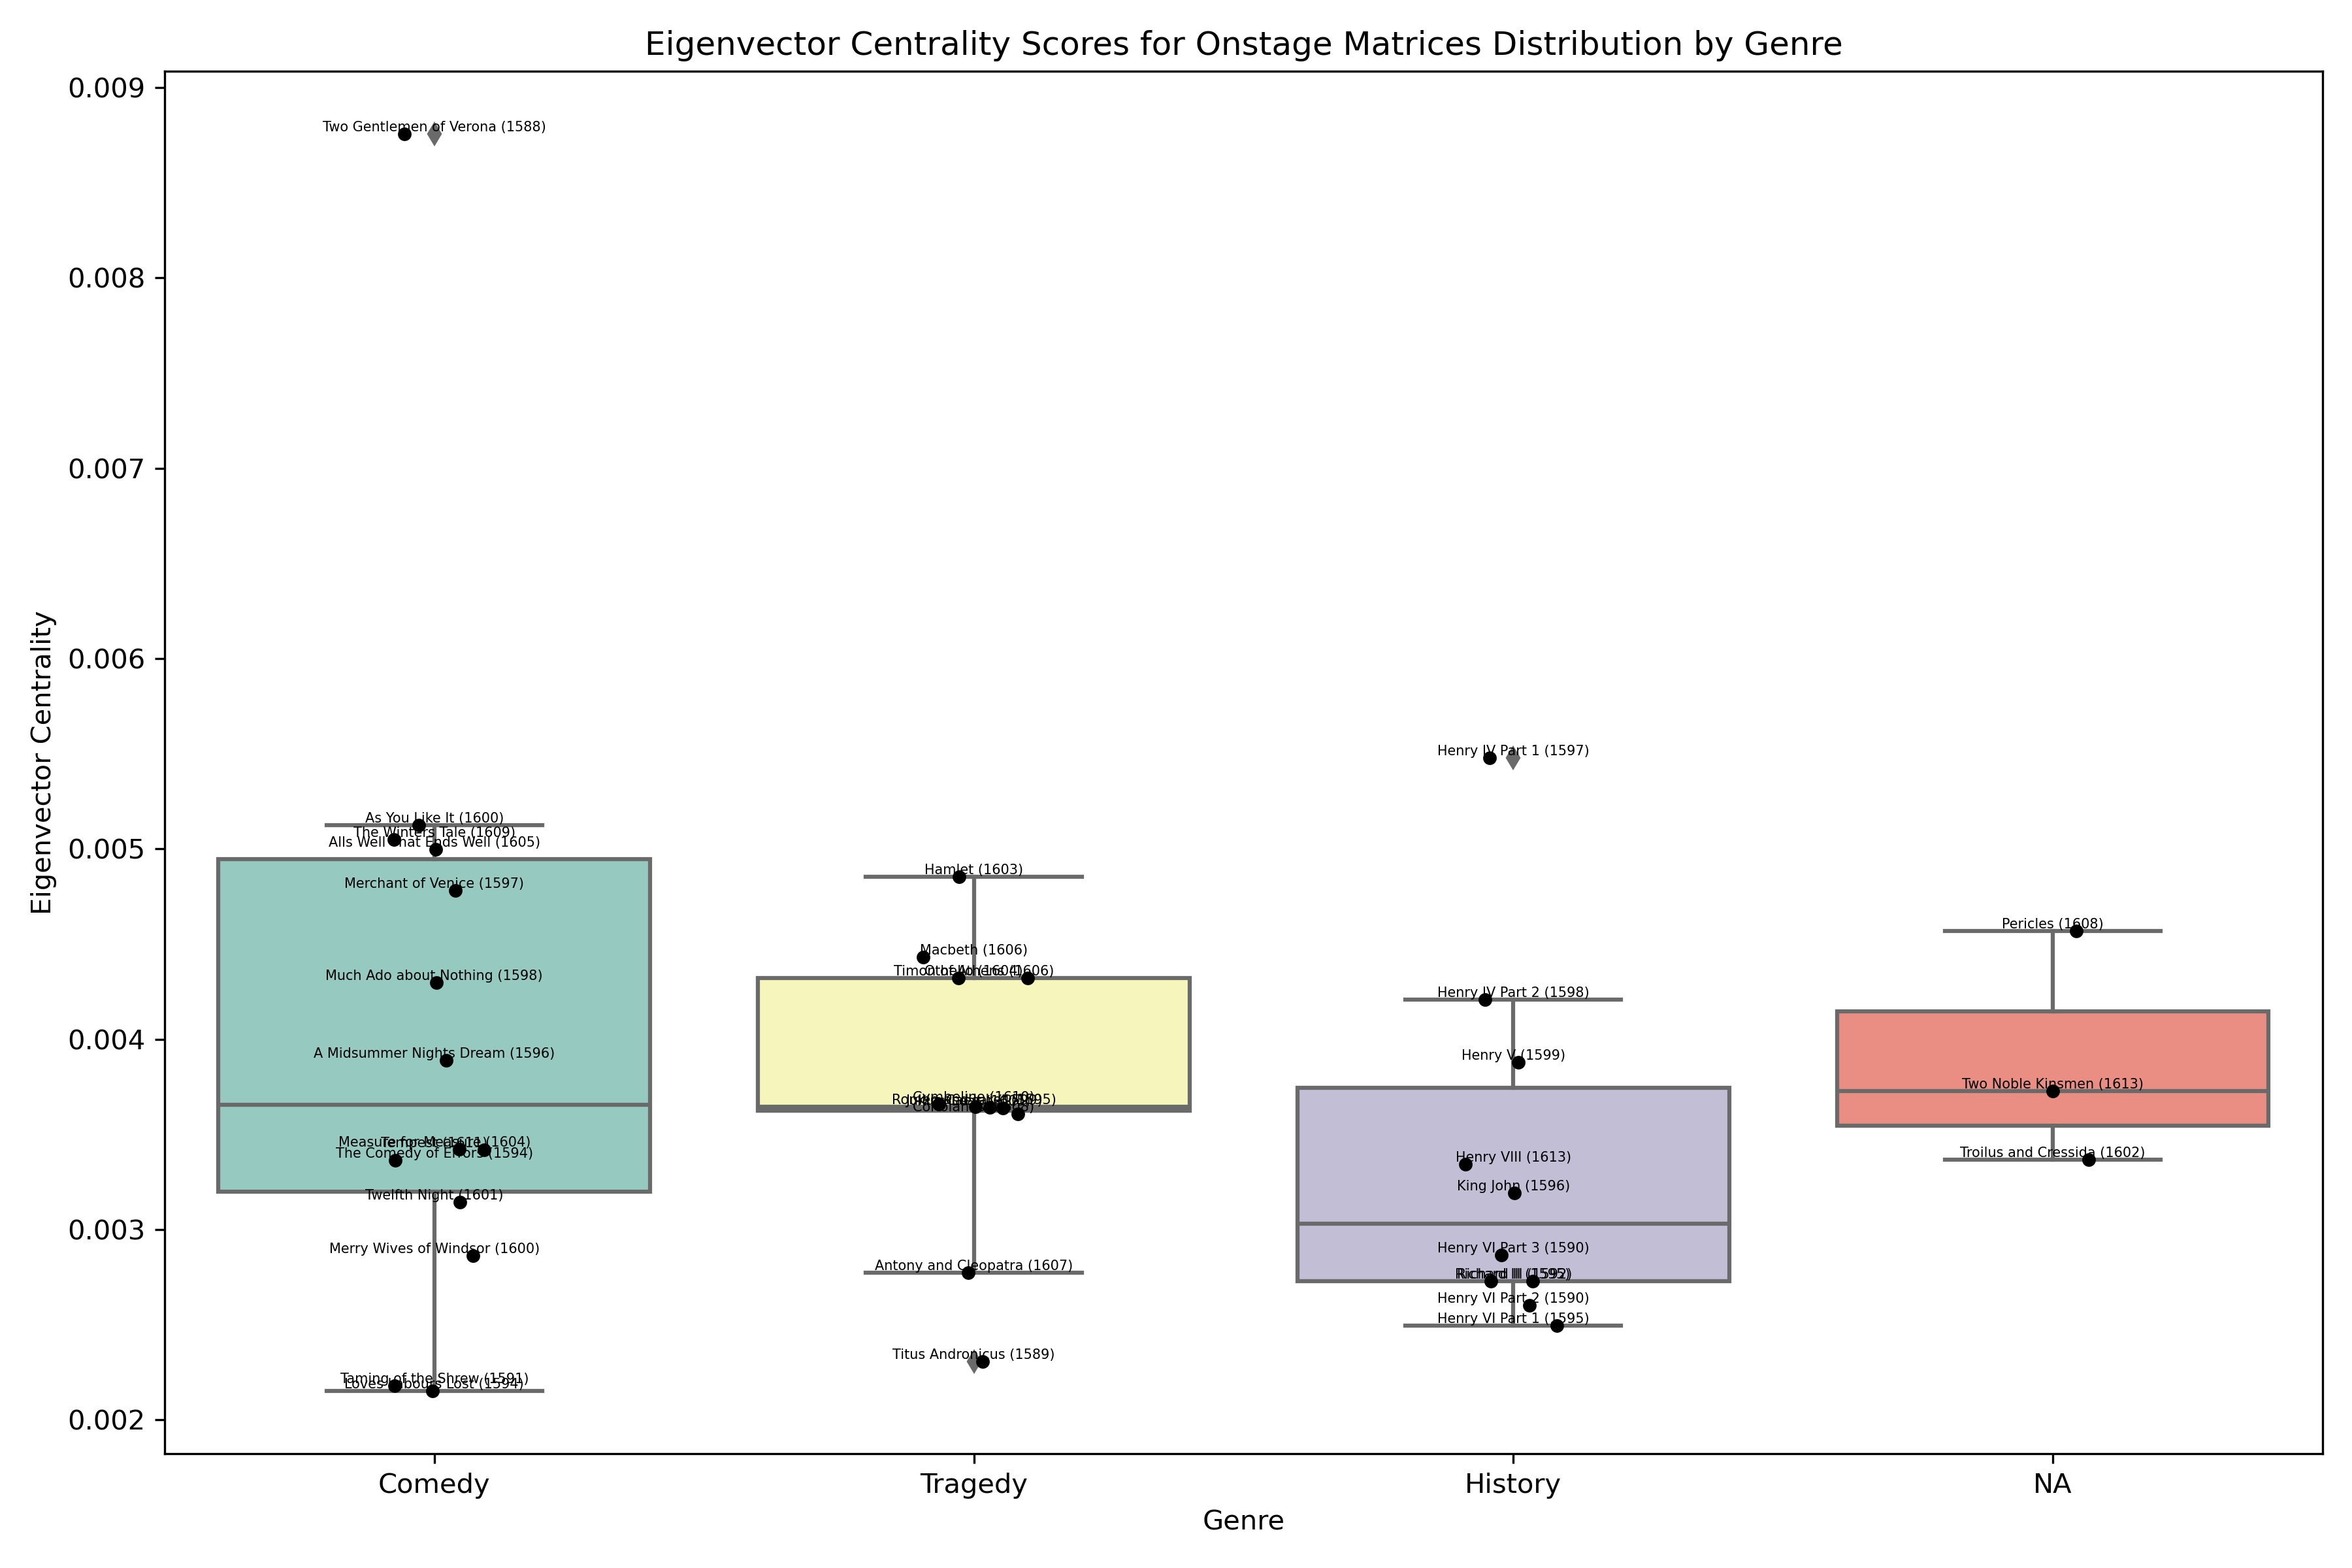 Eigenvector Centrality Scores for Onstage Matrices Distribution by Genre
Eigenvector Centrality
0.009
0.008
0.007
0.006
0.005
0.004
0.003
0.002
Two Gentlemen of Verona (1588)
As You Like It (1600)
The Winters Tale (1609)
Alls Well That Ends Well (1605)
Merchant of Venice (1597)
Much Ado about Nothing (1598)
A Midsummer Nights Dream (1596)
Measure for Measure (1604)
Tempest (1611)
The Comedy of Errors (1594)
Twelfth Night (1601)
Merry Wives of Windsor (1600)
Taming of the Shrew (1591)
Loves Labours Lost (1594)
Hamlet (1603)
Macbeth (1606)
Timon of Athens (1606)
Othello (1604)
Cymbeline (1610)
Antony and Cleopatra (1607)
Titus Andronicus (1589)
Henry IV Part 1 (1597)
Henry IV Part 2 (1598)
Henry V (1599)
Henry VIII (1613)
King John (1596)
Henry VI Part 3 (1590)
Richard III (1592)
Richard II (1595)
Henry VI Part 2 (1590)
Henry VI Part 1 (1595)
Pericles (1608)
Two Noble Kinsmen (1613)
Troilus and Cressida (1602)
Comedy
Tragedy
History
NA
Genre